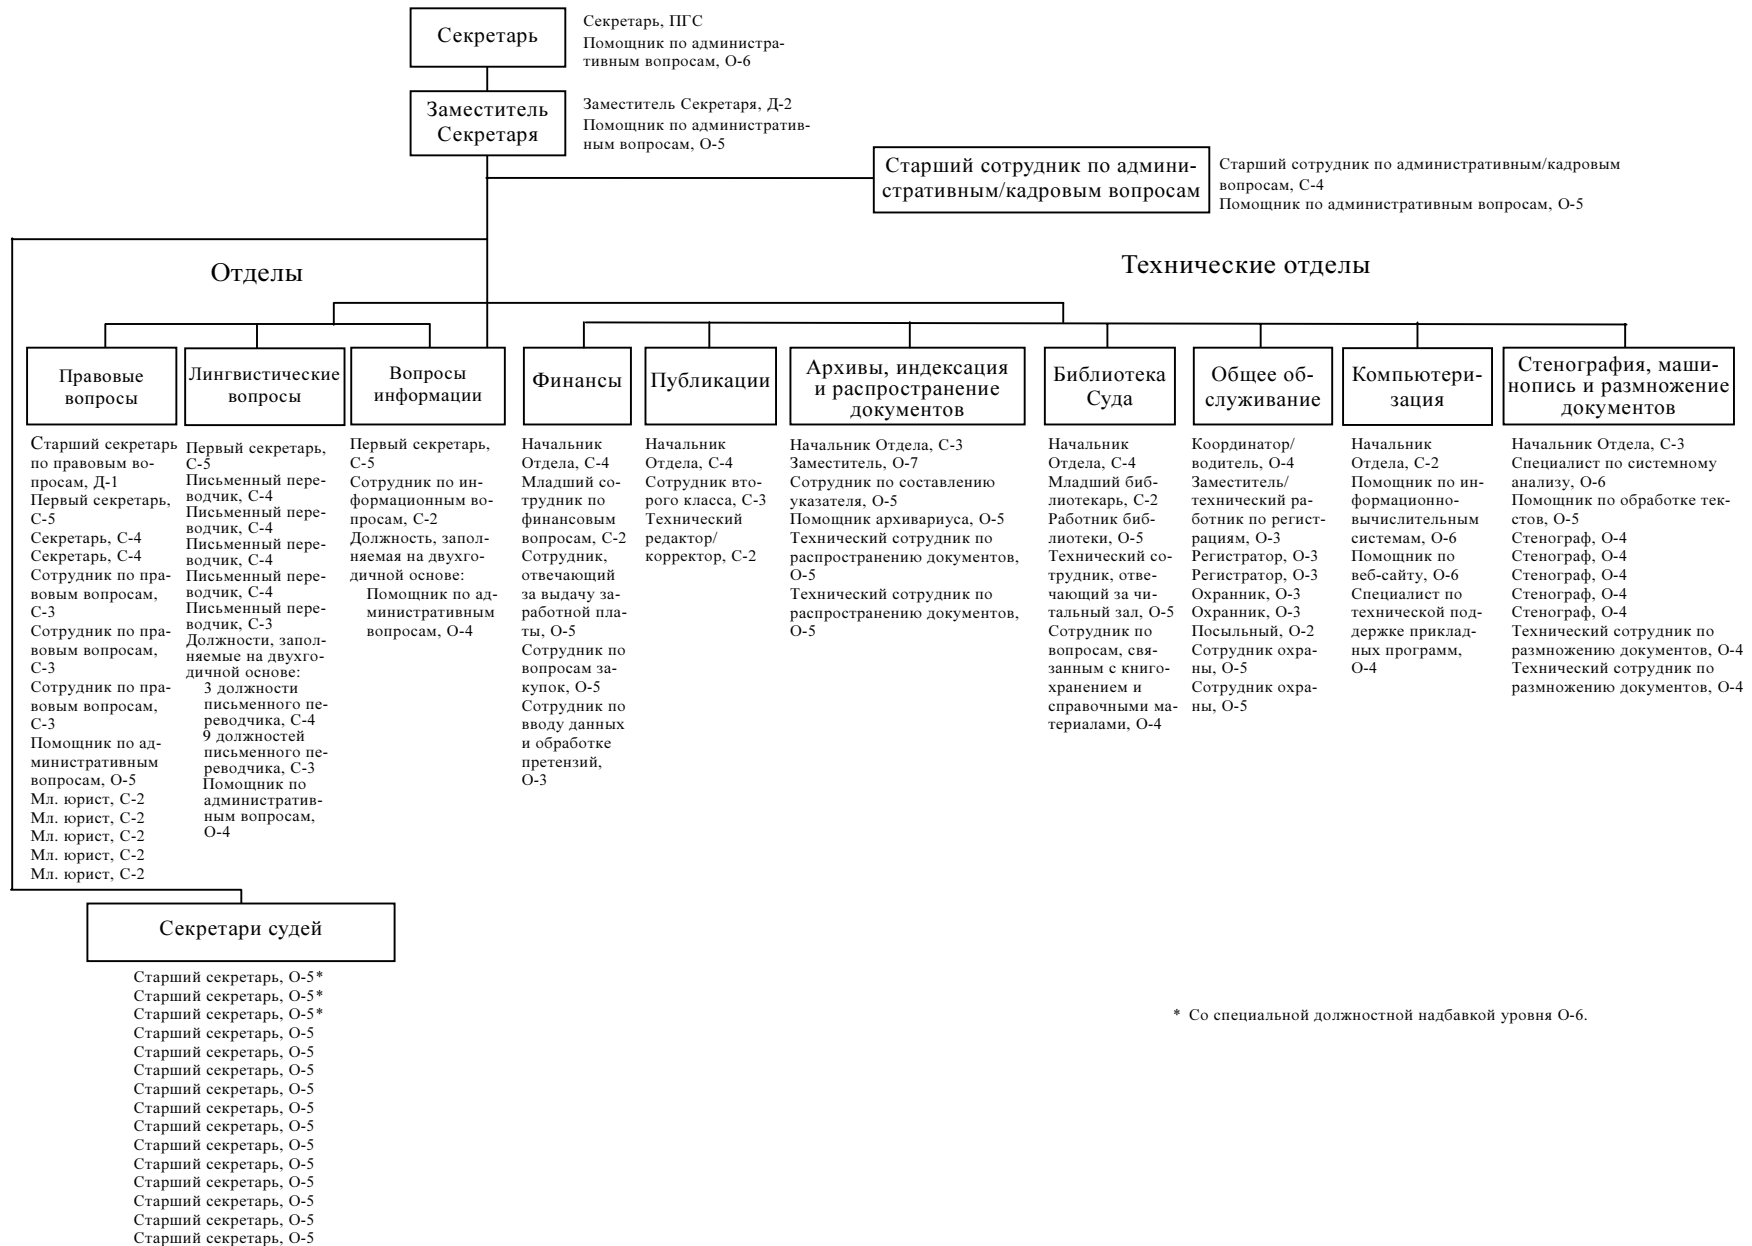 Секретарь
Секретарь, ПГС
Помощник по администра-
тивным вопросам, О-6
Заместитель
Секретаря
Заместитель Секретаря, Д-2
Помощник по административ-
ным вопросам, О-5
Старший сотрудник по админи-
стративным/кадровым вопросам
Старший сотрудник по административным/кадровым
вопросам, С-4
Помощник по административным вопросам, О-5
Отделы
Технические отделы
Правовые
вопросы
Старший секретарь
по правовым во-
просам, Д-1
Первый секретарь,
С-5
Секретарь, С-4
Секретарь, С-4
Сотрудник по пра-
вовым вопросам,
С-3
Сотрудник по пра-
вовым вопросам,
С-3
Сотрудник по пра-
вовым вопросам,
С-3
Помощник по ад-
министративным
вопросам, О-5
Мл. юрист, С-2
Мл. юрист, С-2
Мл. юрист, С-2
Мл. юрист, С-2
Мл. юрист, С-2
Лингвистические
вопросы
Первый секретарь,
С-5
Письменный пере-
водчик, С-4
Письменный пере-
водчик, С-4
Письменный пере-
водчик, С-4
Письменный пере-
водчик, С-4
Письменный пере-
водчик, С-3
Должности, запол-
няемые на двухго-
дичной основе:
3 должности
письменного пе-
реводчика, С-4
9 должностей
письменного пе-
реводчика, С-3
Помощник по
административ-
ным вопросам,
О-4
Вопросы
информации
Первый секретарь,
С-5
Сотрудник по ин-
формационным во-
просам, С-2
Должность, запол-
няемая на двухго-
дичной основе:
Помощник по ад-
министративным
вопросам, О-4
Финансы
Начальник
Отдела, С-4
Младший со-
трудник по
финансовым
вопросам, С-2
Сотрудник,
отвечающий
за выдачу за-
работной пла-
ты, О-5
Сотрудник по
вопросам за-
купок, О-5
Сотрудник по
вводу данных
и обработке
претензий,
О-3
Публикации
Начальник
Отдела, С-4
Сотрудник вто-
рого класса, С-3
Технический
редактор/
корректор, С-2
Архивы, индексация
и распространение
документов
Начальник Отдела, С-3
Заместитель, О-7
Сотрудник по составлению
указателя, О-5
Помощник архивариуса, О-5
Технический сотрудник по
распространению документов,
О-5
Технический сотрудник по
распространению документов,
О-5
Библиотека
Суда
Начальник
Отдела, С-4
Младший биб-
лиотекарь, С-2
Работник биб-
лиотеки, О-5
Технический со-
трудник, отве-
чающий за чи-
тальный зал, О-5
Сотрудник по
вопросам, свя-
занным с книго-
хранением и
справочными ма-
териалами, О-4
Общее об-
служивание
Координатор/
водитель, О-4
Заместитель/
технический ра-
ботник по регист-
рациям, О-3
Регистратор, О-3
Регистратор, О-3
Охранник, О-3
Охранник, О-3
Посыльный, О-2
Сотрудник охра-
ны, О-5
Сотрудник охра-
ны, О-5
Компьютери-
зация
Начальник
Отдела, С-2
Помощник по ин-
формационно-
вычислительным
системам, О-6
Помощник по
веб-сайту, О-6
Специалист по
технической под-
держке приклад-
ных программ,
О-4
Стенография, маши-
нопись и размножение
документов
Начальник Отдела, С-3
Специалист по системному
анализу, О-6
Помощник по обработке тек-
стов, О-5
Стенограф, О-4
Стенограф, О-4
Стенограф, О-4
Стенограф, О-4
Стенограф, О-4
Технический сотрудник по
размножению документов, О-4
Технический сотрудник по
размножению документов, О-4
Секретари судей
Старший секретарь, О-5*
Старший секретарь, О-5*
Старший секретарь, О-5*
Старший секретарь, О-5
Старший секретарь, О-5
Старший секретарь, О-5
Старший секретарь, О-5
Старший секретарь, О-5
Старший секретарь, О-5
Старший секретарь, О-5
Старший секретарь, О-5
Старший секретарь, О-5
Старший секретарь, О-5
Старший секретарь, О-5
Старший секретарь, О-5
* Со специальной должностной надбавкой уровня О-6.